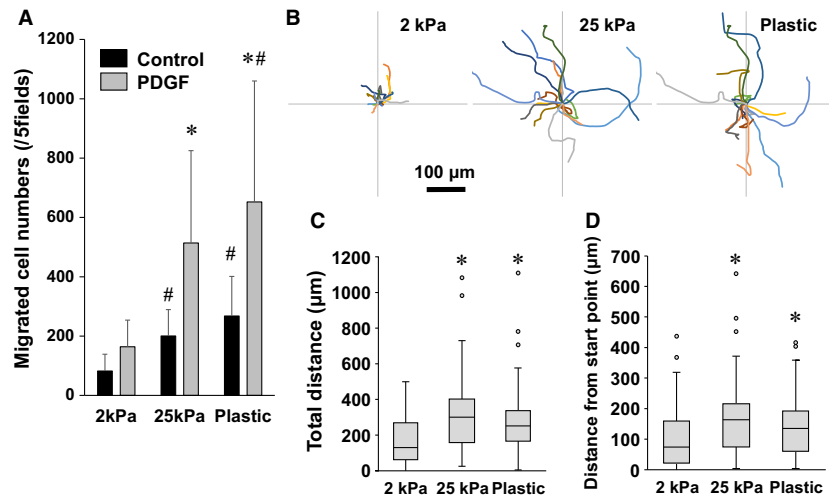 A
Migrated cell numbers (/5fields)
1200
1000
800
600
400
200
0
Control
PDGF
#
*
#
*#
2kPa 25kPa Plastic
B
2 kPa 25 kPa Plastic
100 µm
C
Total distance (µm)
1200
1000
800
600
400
200
0
* *
2 kPa 25 kPa Plastic
D
Distance from start point (µm)
700
600
500
400
300
200
100
0
*
*
2 kPa 25 kPa Plastic